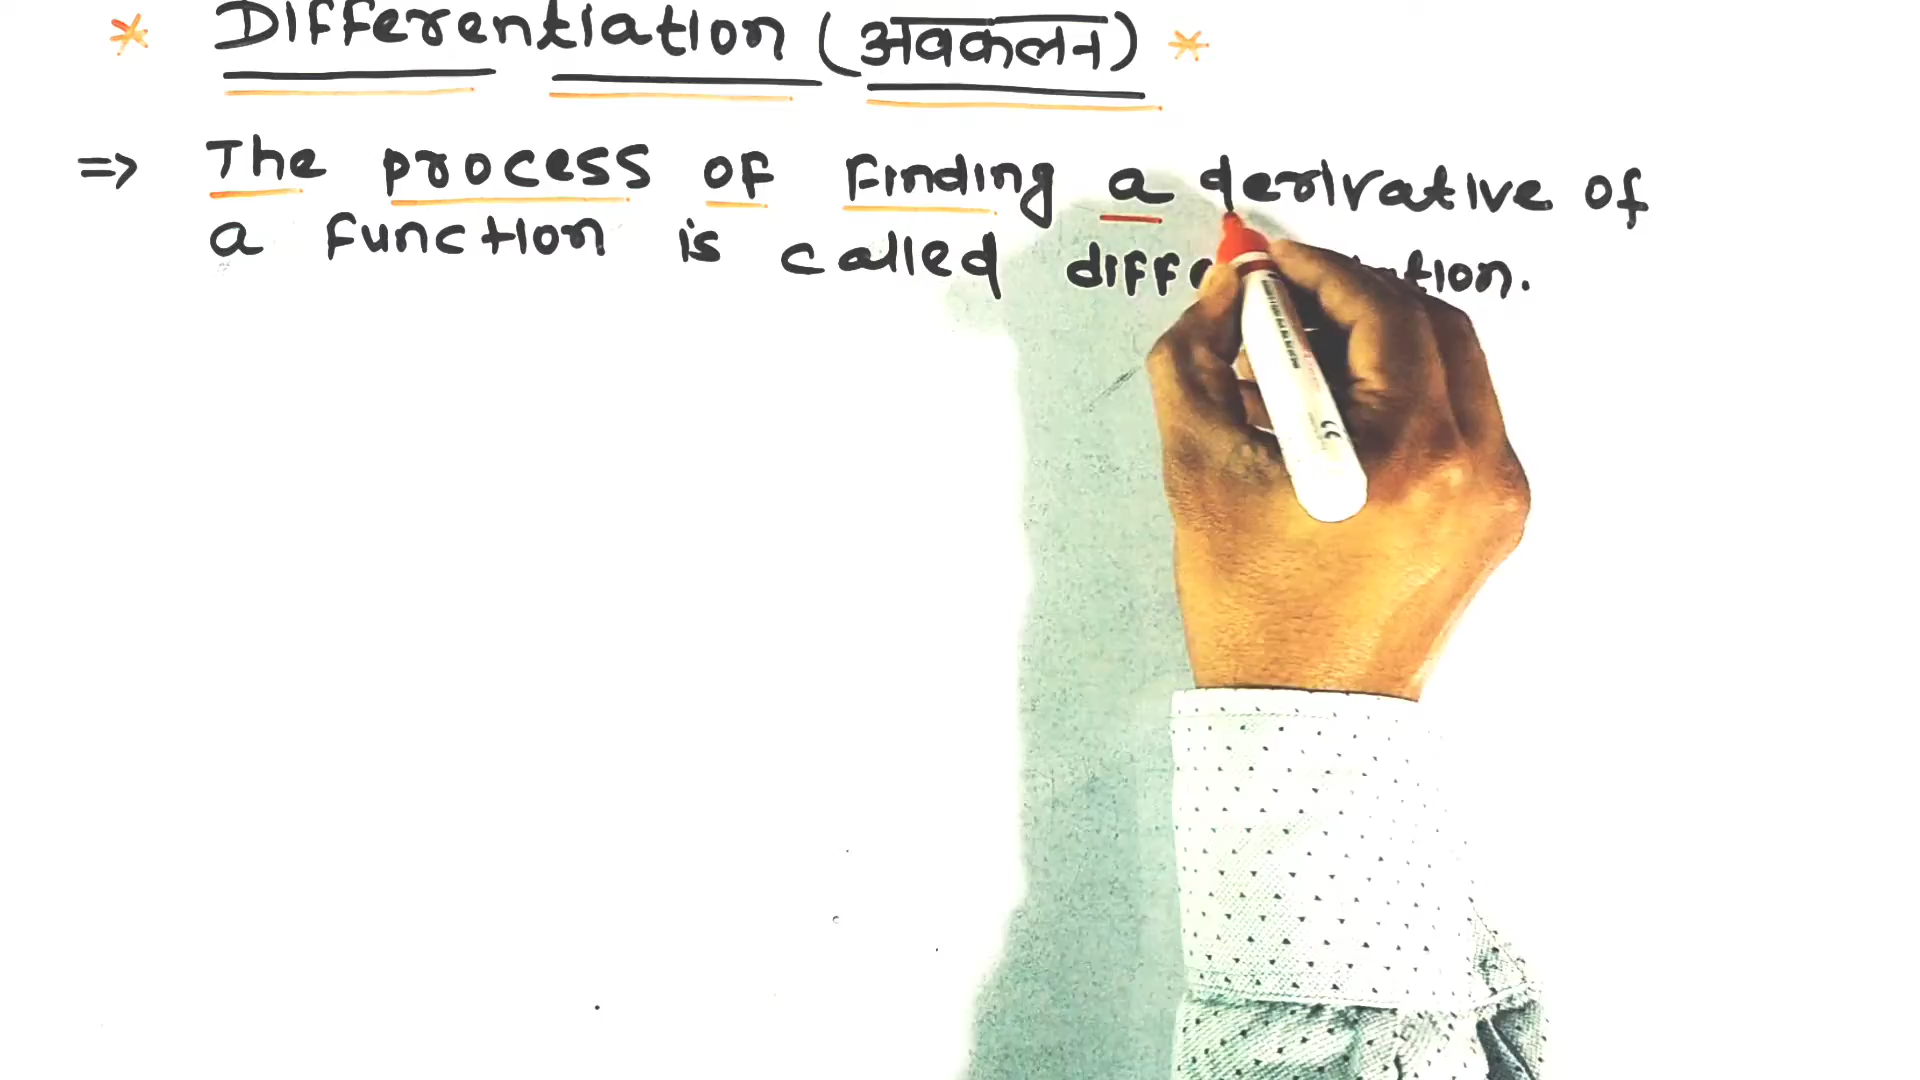 * Differentiation (अवकलन) *
=> The process of finding a derivative of
a function is called